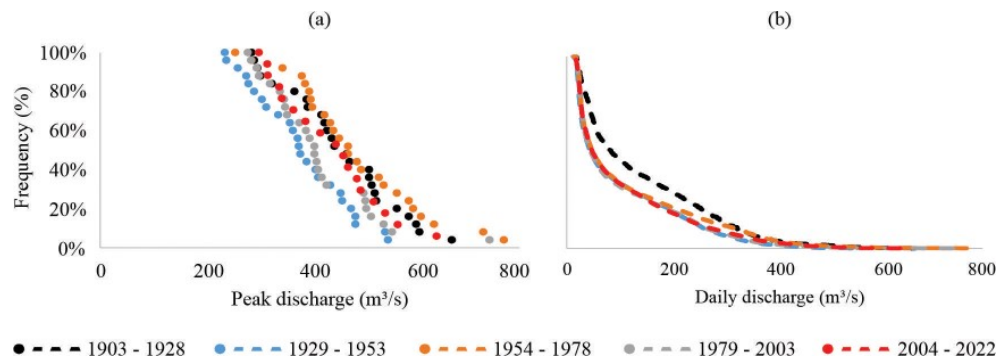 (a)
(b)
Frequency (%)
100%
80%
60%
40%
20%
0%
0 200 400 600 800
0 200 400 600 800
Peak discharge (m³/s)
Daily discharge (m³/s)
1903 - 1928 1929 - 1953 1954 - 1978 1979 - 2003 2004 - 2022